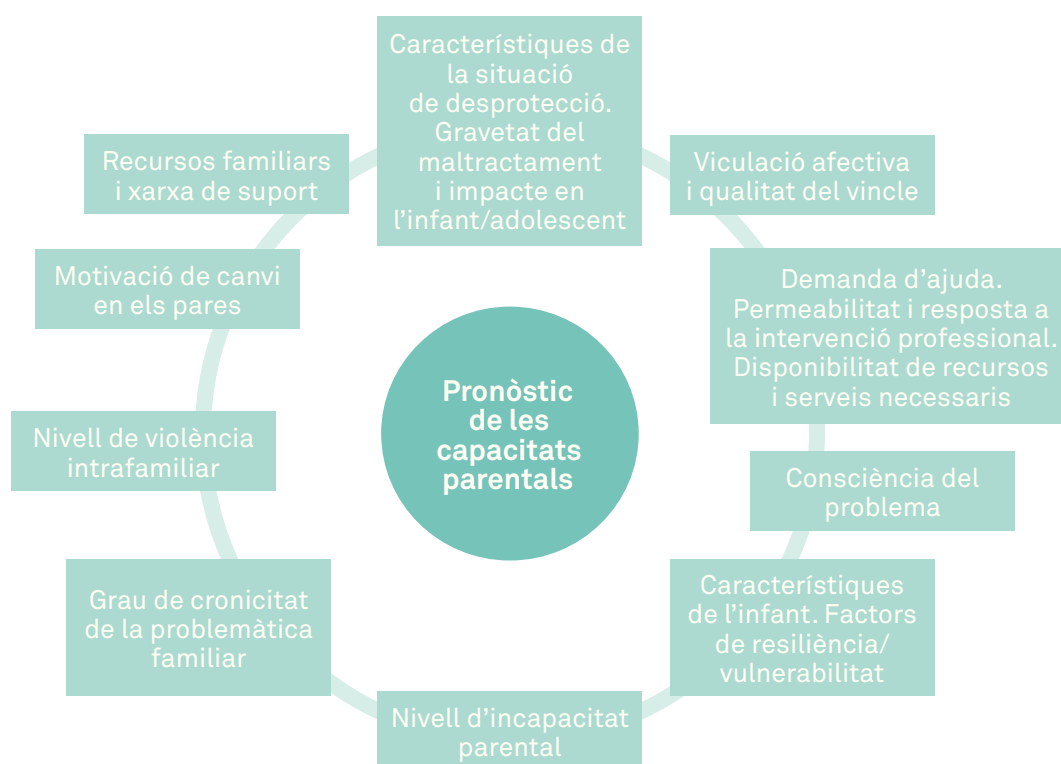 Característiques de
la situació
de desprotecció.
Gravetat del
maltractament
i impacte en
l'infant/adolescent
Viculació afectiva
i qualitat del vincle
Demanda d'ajuda.
Permeabilitat i resposta a
la intervenció professional.
Disponibilitat de recursos
i serveis necessaris
Consciència del
problema
Característiques
de l'infant. Factors
de resiliència/
vulnerabilitat
Nivell d'incapacitat
parental
Grau de cronicitat
de la problemàtica
familiar
Nivell de violència
intrafamiliar
Motivació de canvi
en els pares
Recursos familiars
i xarxa de suport
Pronòstic
de les
capacitats
parentals